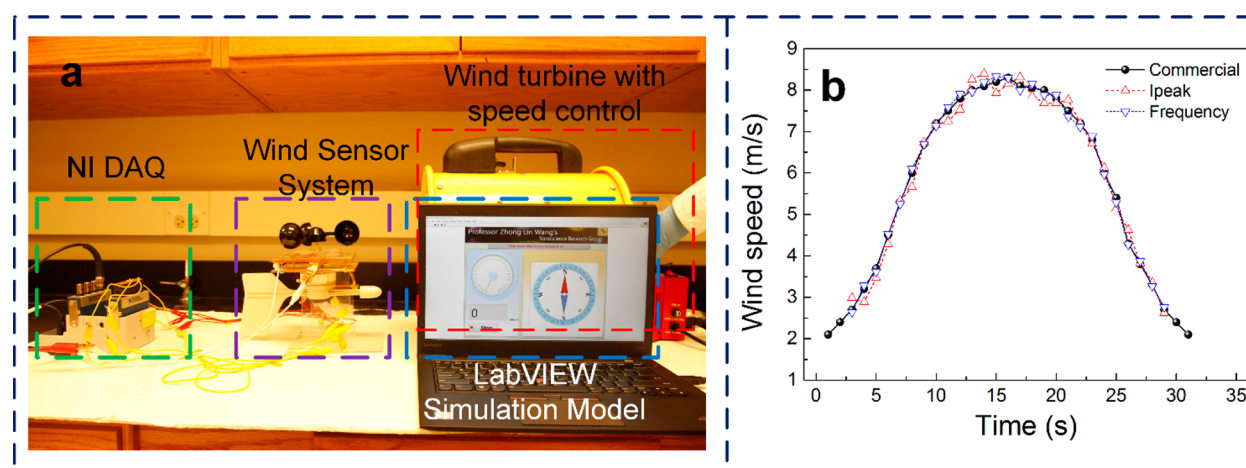 a
Wind turbine with
speed control
Wind Sensor
System
NI DAQ
Professor Zhong Lin Wang's
Nanoscience Research Group
N
E
S
W
0
LabVIEW
Simulation Model
b
Commercial
Ipeak
Frequency
Wind speed (m/s)
9
8
7
6
5
4
3
2
1
0
5
10
15
20
25
30
35
Time (s)